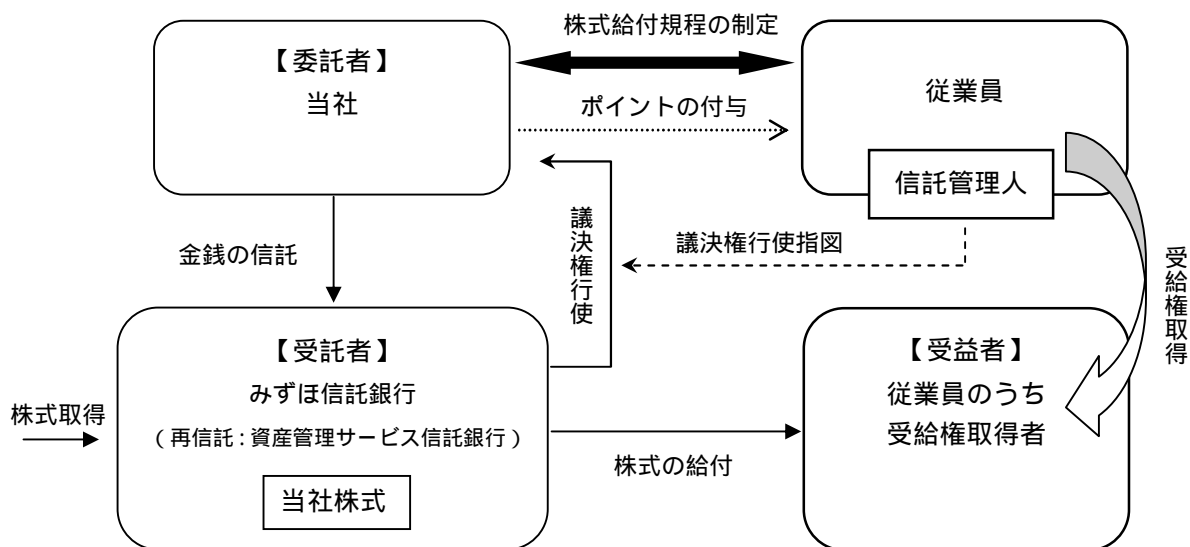 株式給付規程の制定
【委託者】
当社
従業員
ポイントの付与
信託管理人
議決権行使
議決権行使指図
金銭の信託
受給権取得
【受託者】
みずほ信託銀行
(再信託:資産管理サービス信託銀行)
当社株式
株式取得
株式の給付
【受益者】
従業員のうち
受給権取得者